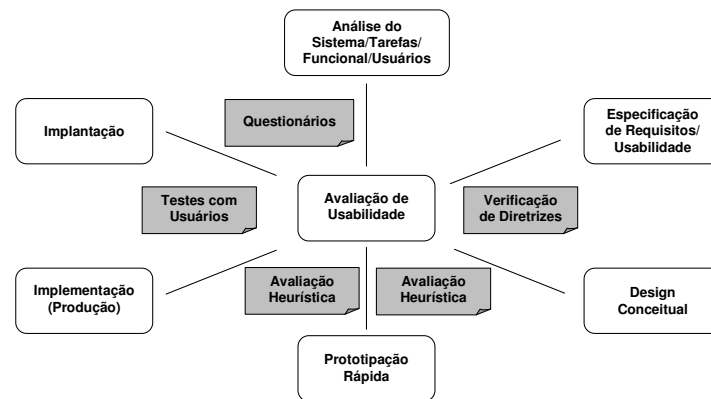 Análise do
Sistema/Tarefas/
Funcional/Usuários
Questionários
Implantação
Especificação
de Requisitos/
Usabilidade
Testes com
Usuários
Avaliação de
Usabilidade
Verificação
de Diretrizes
Implementação
(Produção)
Avaliação
Heurística
Avaliação
Heurística
Design
Conceitual
Prototipação
Rápida